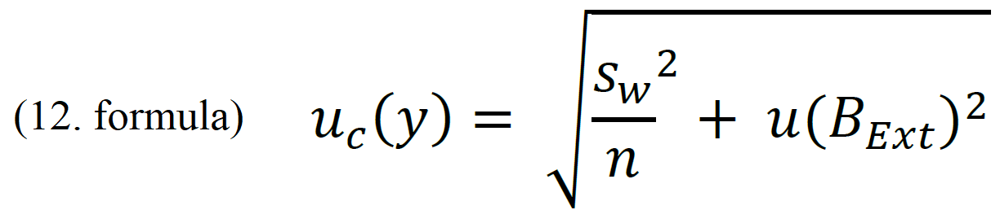 (12. formula) u_c(y) = √(s_w²/n + u(B_Ext)²)